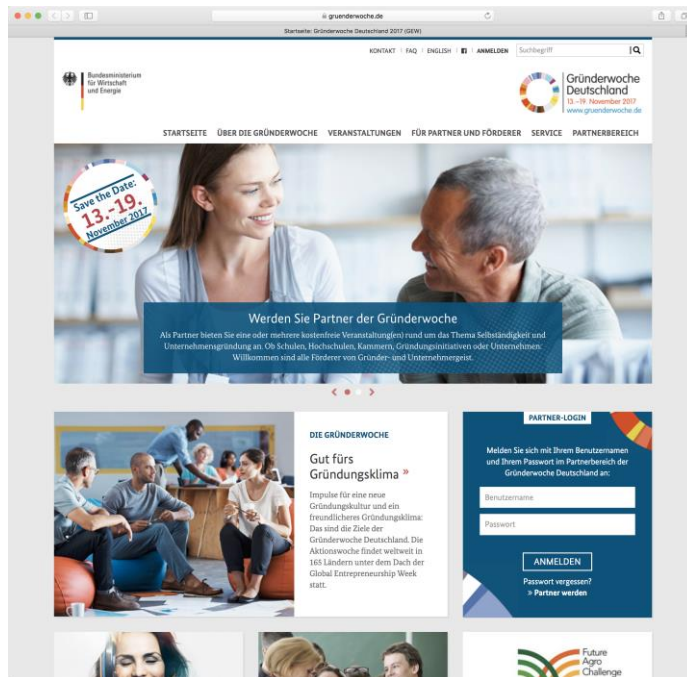 gruenderwoche.de
Startseite: Gründerwoche Deutschland 2017 (GEW)
KONTAKT FAQ ENGLISH ANMELDEN Suchbegriff
Bundesministerium
für Wirtschaft
und Energie
Gründerwoche
Deutschland
13.–19. November 2017
www.gruenderwoche.de
STARTSEITE ÜBER DIE GRÜNDERWOCHE VERANSTALTUNGEN FÜR PARTNER UND FÖRDERER SERVICE PARTNERBEREICH
Save the Date:
13.-19.
November 2017
Werden Sie Partner der Gründerwoche
Als Partner bieten Sie eine oder mehrere kostenfreie Veranstaltung(en) rund um das Thema Selbständigkeit und
Unternehmensgründung an. Ob Schulen, Hochschulen, Kammern, Gründungsinitiativen oder Unternehmen:
Willkommen sind alle Förderer von Gründer- und Unternehmergeist.
DIE GRÜNDERWOCHE
Gut fürs
Gründungsklima »
Impulse für eine neue
Gründungskultur und ein
freundlicheres Gründungsklima:
Das sind die Ziele der
Gründerwoche Deutschland. Die
Aktionswoche findet weltweit in
165 Ländern unter dem Dach der
Global Entrepreneurship Week
statt.
PARTNER-LOGIN
Melden Sie sich mit Ihrem Benutzernamen
und Ihrem Passwort im Partnerbereich der
Gründerwoche Deutschland an:
Benutzername
Passwort
ANMELDEN
Passwort vergessen?
» Partner werden
Future
Agro
Challenge